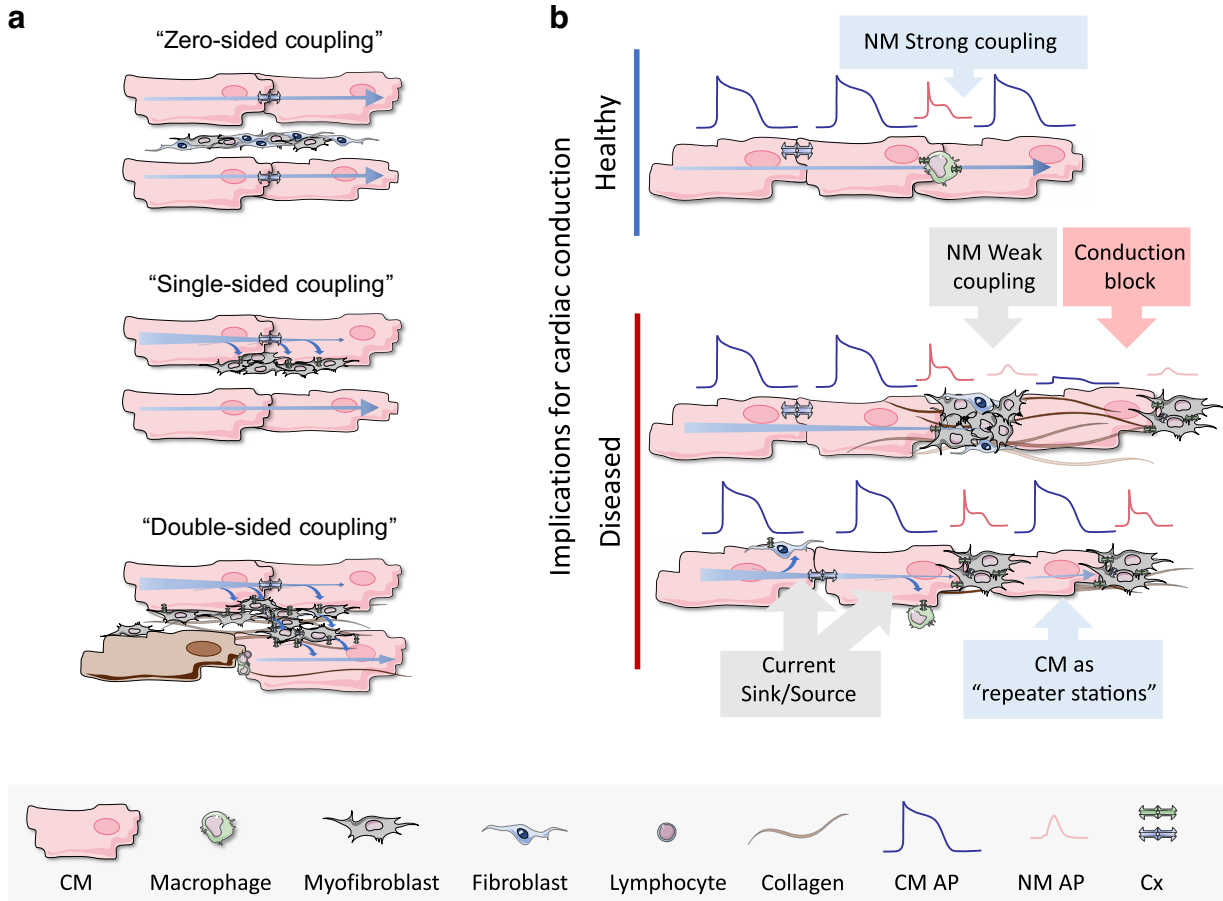 a
“Zero-sided coupling”
“Single-sided coupling”
“Double-sided coupling”
b
Implications for cardiac conduction
Healthy
NM Strong coupling
Diseased
NM Weak
coupling
Conduction
block
Current
Sink/Source
CM as
“repeater stations”
CM
Macrophage
Myofibroblast
Fibroblast
Lymphocyte
Collagen
CM AP
NM AP
Cx